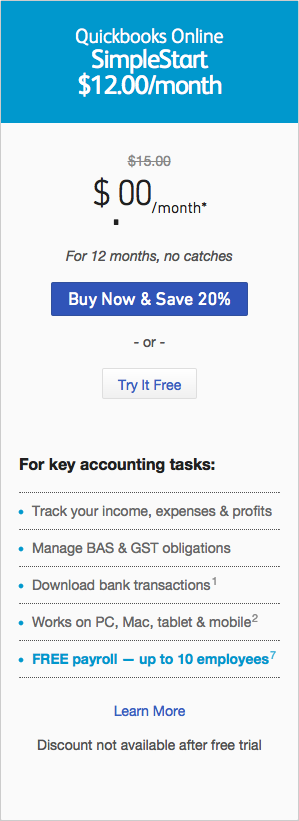 Quickbooks Online
SimpleStart
$12.00/month
$15.00
$.00/month*
For 12 months, no catches
Buy Now & Save 20%
- or -
Try It Free
For key accounting tasks:
• Track your income, expenses & profits
• Manage BAS & GST obligations
• Download bank transactions1
• Works on PC, Mac, tablet & mobile2
• FREE payroll — up to 10 employees7
Learn More
Discount not available after free trial